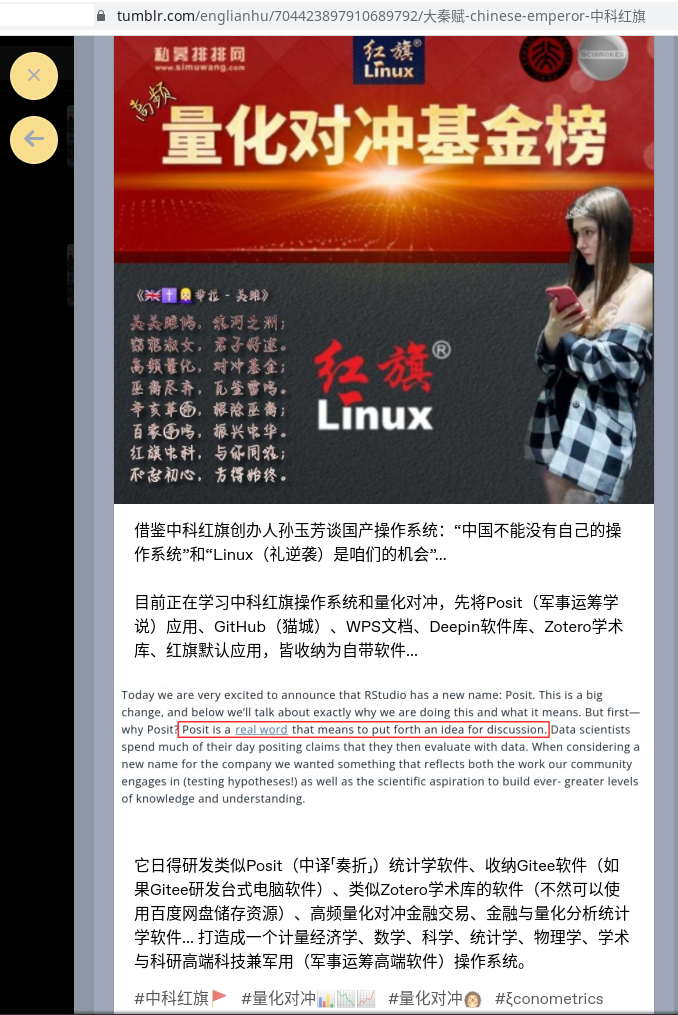 tumblr.com/englianhu/704423897910689792/大秦赋-chinese-emperor-中科红旗
私募排排网
www.simuwang.com
红旗
Linux
高频
量化对冲基金榜
关关雎鸠,
窈窕淑女,君子好逑。
高频量化,对冲基金;
巫裔尽弃,瓦釜雷鸣。
百家争鸣,振兴中华。
红旗中科,与你同在;
不忘初心,方得始终。
红旗®
Linux
借鉴中科红旗创办人孙玉芳谈国产操作系统:“中国不能没有自己的操
作系统”和“Linux(礼逆袭)是咱们的机会”...
目前正在学习中科红旗操作系统和量化对冲,先将Posit(军事运筹学
说)应用、GitHub(猫城)、WPS文档、Deepin软件库、Zotero学术
库、红旗默认应用,皆收纳为自带软件...
Today we are very excited to announce that RStudio has a new name: Posit. This is a big
change, and below we’ll talk about exactly why we are doing this and what it means. But first—
why Posit? Posit is a real word that means to put forth an idea for discussion. Data scientists
spend much of their day positing claims that they then evaluate with data. When considering a
new name for the company we wanted something that reflects both the work our community
engages in (testing hypotheses!) as well as the scientific aspiration to build ever- greater levels
of knowledge and understanding.
它日得研发类似Posit(中译「奏折」)统计学软件、收纳Gitee软件(如
果Gitee研发台式电脑软件)、类似Zotero学术库的软件(不然可以使
用百度网盘储存资源)、高频量化对冲金融交易、金融与量化分析统计
学软件... 打造成一个计量经济学、数学、科学、统计学、物理学、学术
与科研高端科技兼军用(军事运筹高端软件)操作系统。
#中科红旗🚩 #量化对冲📊📉📈 #量化对冲👩 #ξconometrics